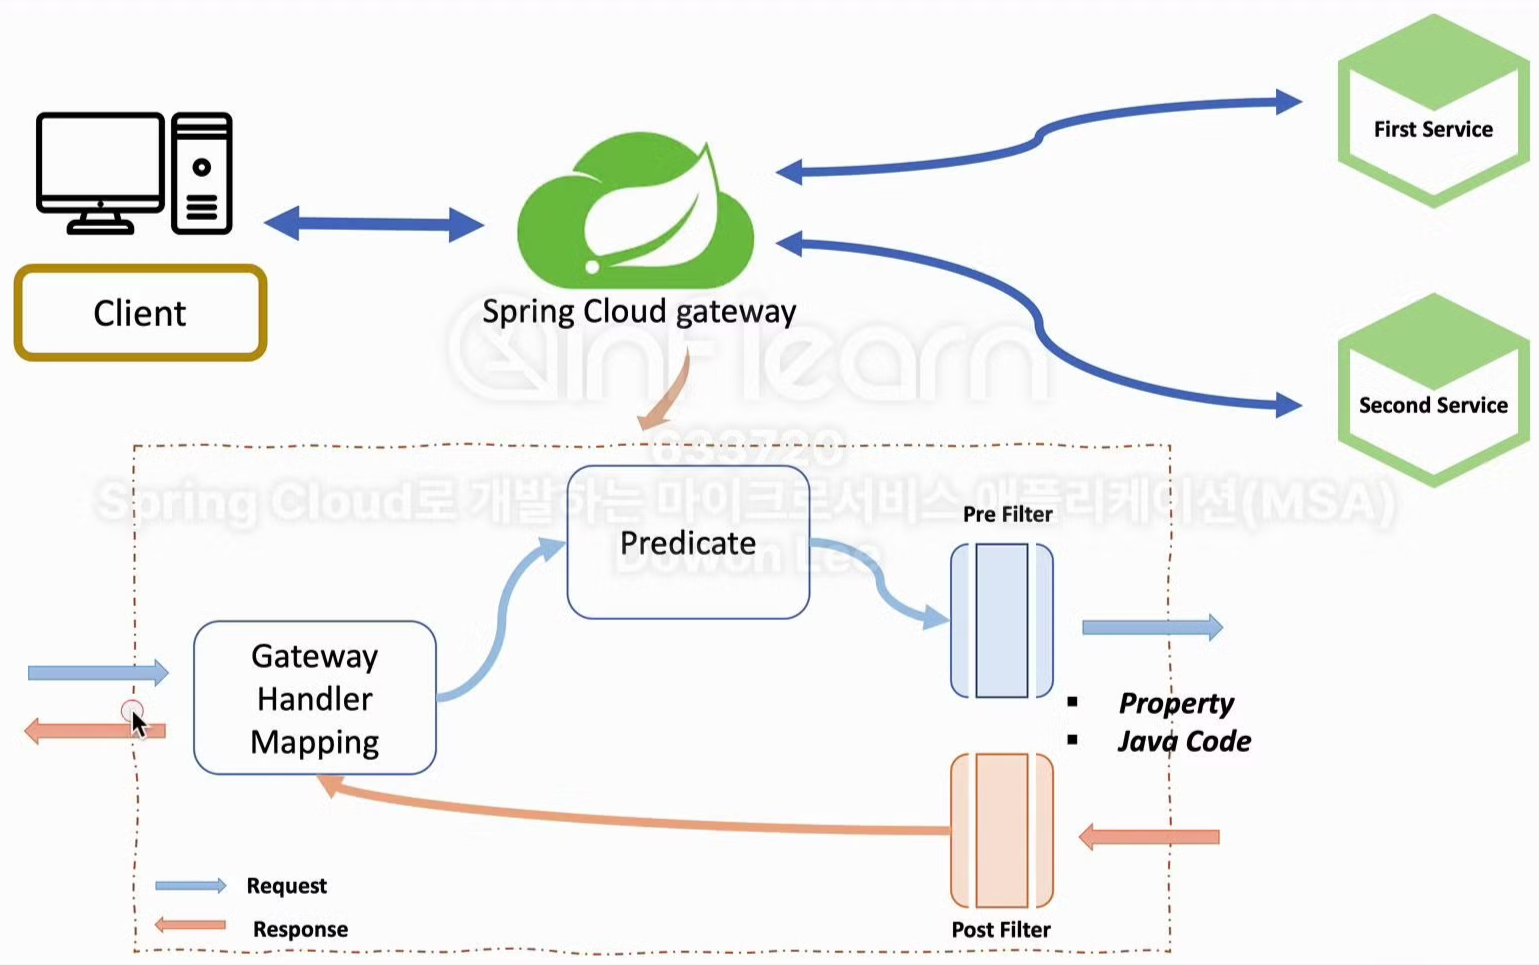 First Service
Client
Spring Cloud gateway
inflearn
Second Service
633720
Spring Cloud로 개발하는 마이크로서비스 애플리케이션(MSA)
Pre Filter
Predicate
Dowon Lee
Gateway
Handler
Mapping
▪ Property
▪ Java Code
Request
Response
Post Filter